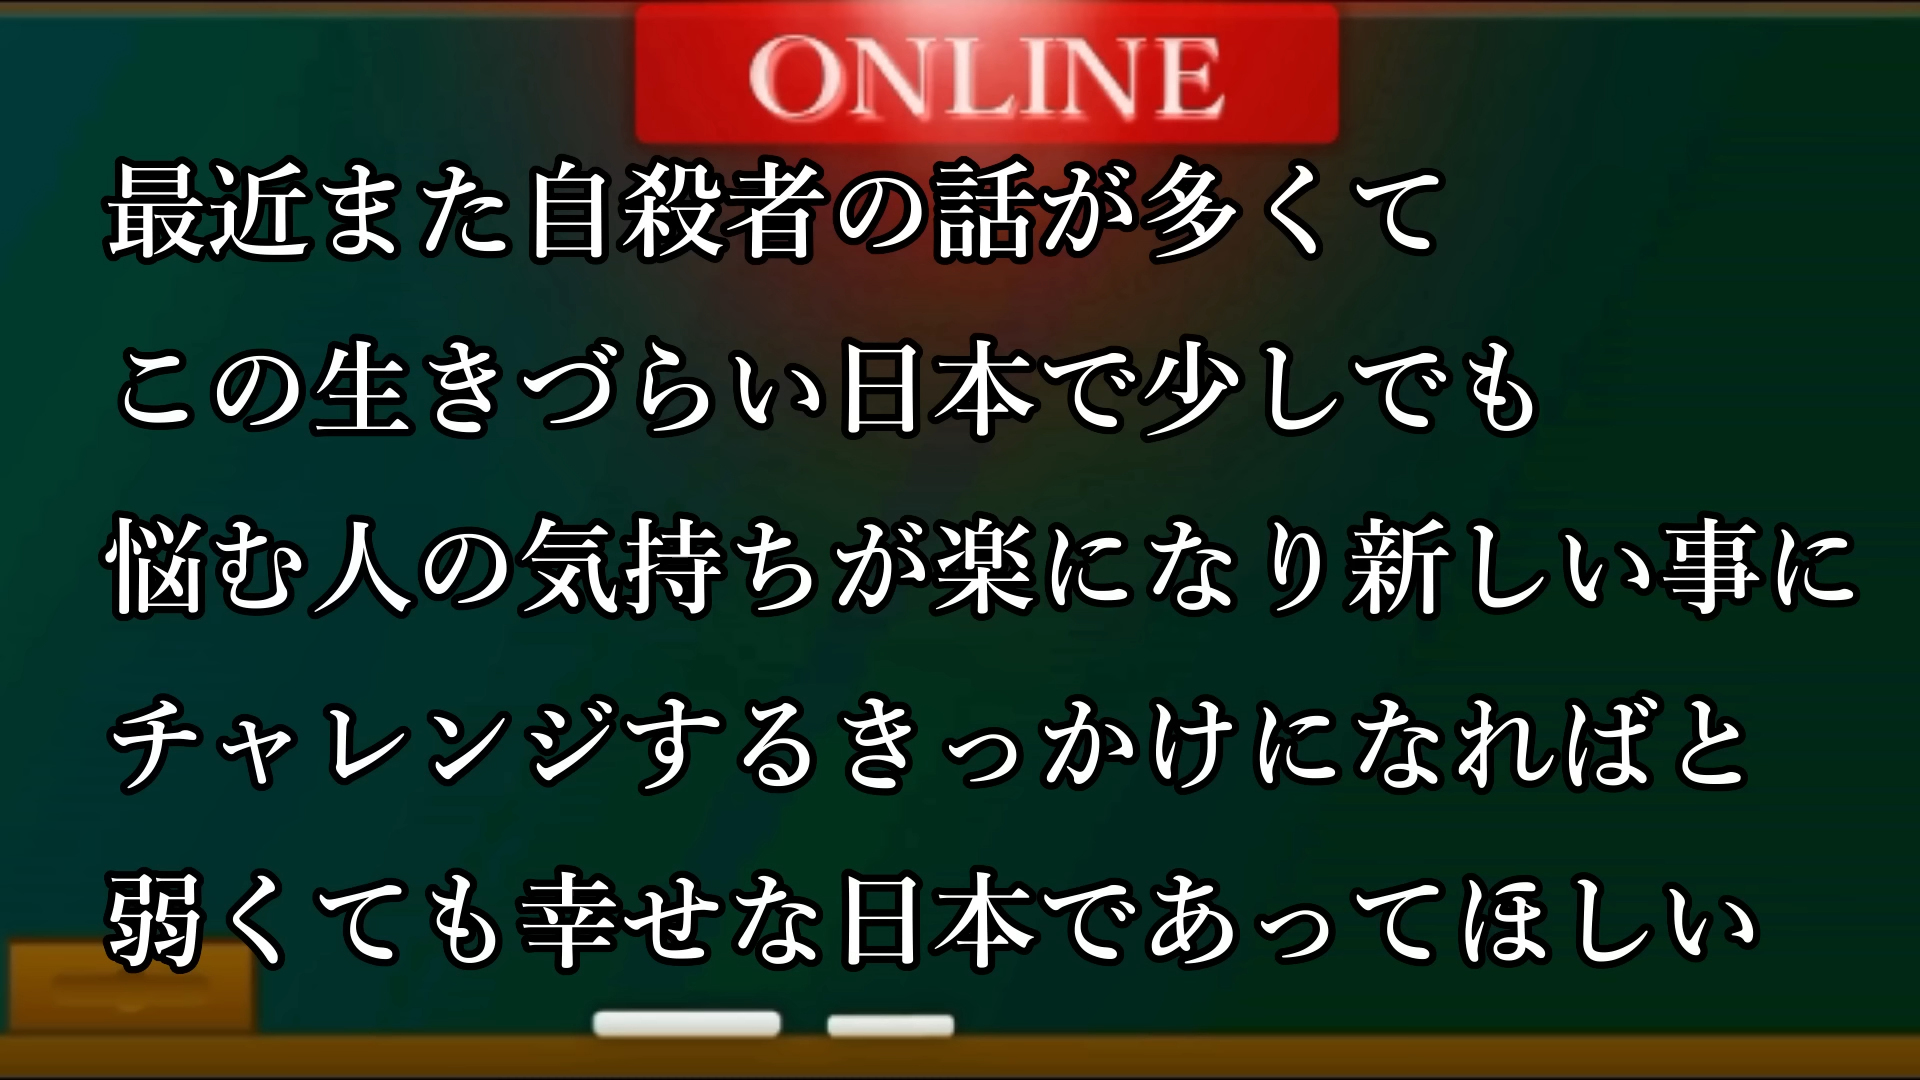 ONLINE
最近また自殺者の話が多くて
この生きづらい日本で少しでも
悩む人の気持ちが楽になり新しい事に
チャレンジするきっかけになればと
弱くても幸せな日本であってほしい